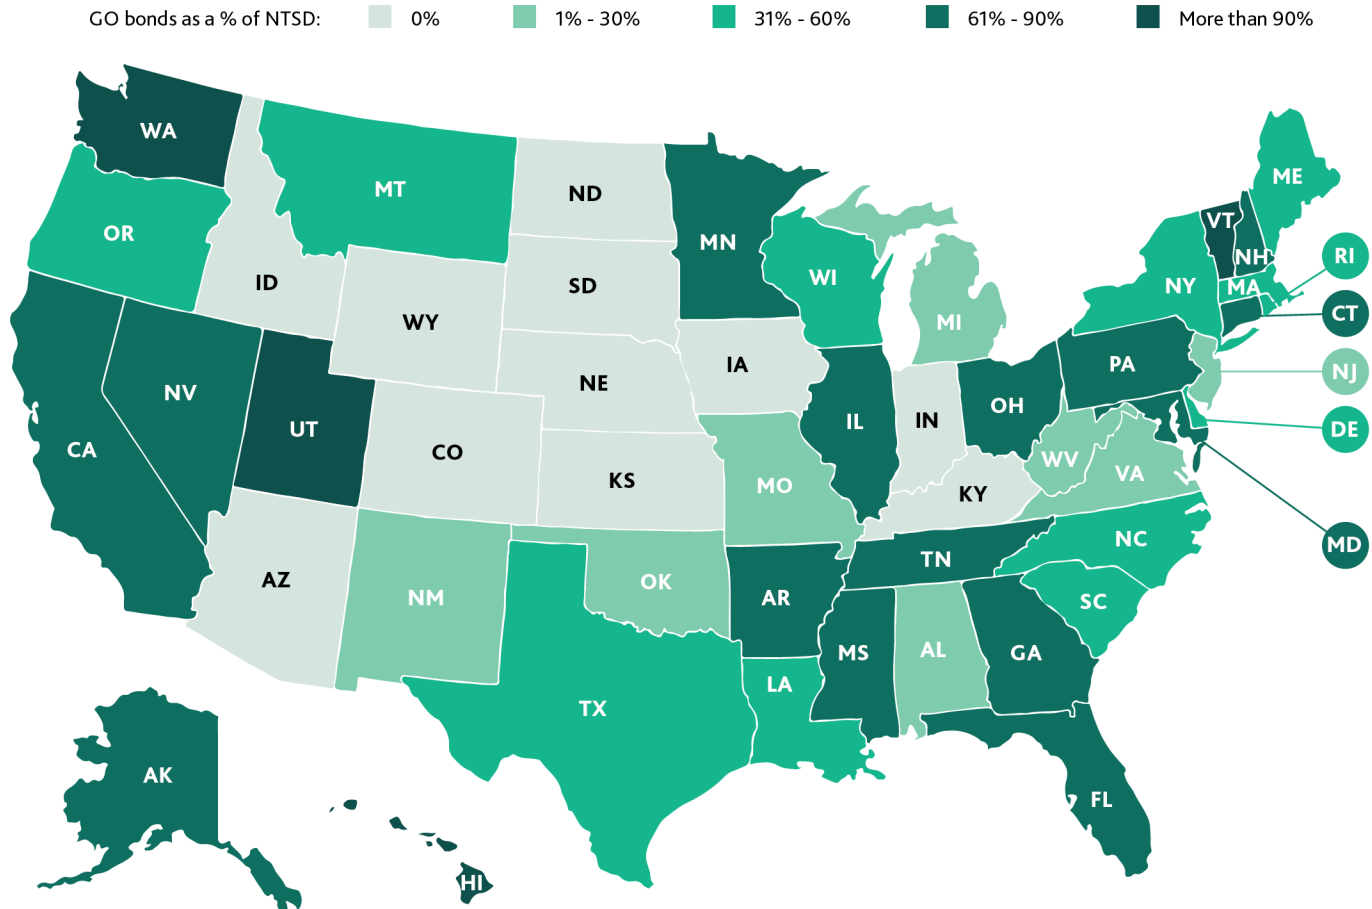 GO bonds as a % of NTSD: 0% 1% - 30% 31% - 60% 61% - 90% More than 90%
WA
MT
ND
ME
OR
MN
VT
NH
RI
ID
SD
WI
NY
MA
WY
MI
CT
NV
NE
IA
PA
NJ
CA
UT
CO
KS
IL
IN
OH
DE
MO
KY
WV
VA
AZ
NM
OK
AR
TN
NC
MD
SC
MS
AL
GA
TX
LA
AK
FL
HI